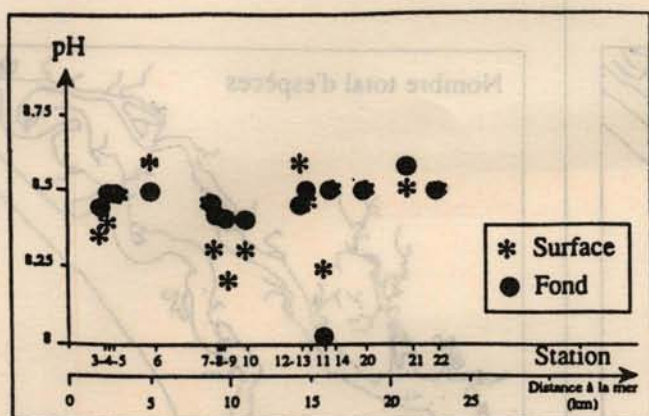 pH
Nombre total d'espèces
8.75
8.5
8.25
8
* Surface
● Fond
3-4-5 6 7-8-9 10 12-13 11 14 20 21 22 Station
0 5 10 15 20 25 Distance à la mer
(km)